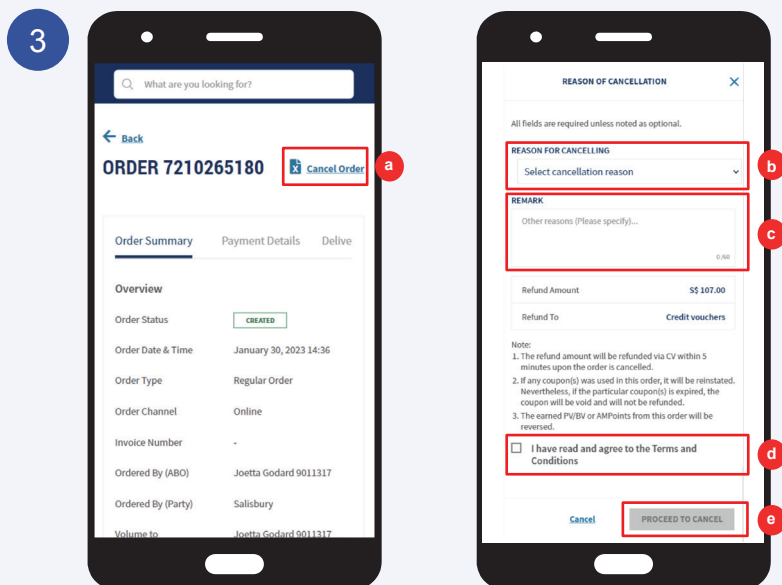 3
What are you looking for?
Back
ORDER 7210265180
Cancel Order
a
Order Summary Payment Details Delive
Overview
Order Status CREATED
Order Date & Time January 30, 2023 14:36
Order Type Regular Order
Order Channel Online
Invoice Number -
Ordered By (ABO) Joetta Godard 9011317
Ordered By (Party) Salisbury
Volume to Joetta Godard 9011317
REASON OF CANCELLATION
All fields are required unless noted as optional.
REASON FOR CANCELLING
Select cancellation reason
b
REMARK
Other reasons (Please specify)...
0/60
c
Refund Amount S$ 107.00
Refund To Credit vouchers
Note:
1. The refund amount will be refunded via CV within 5
minutes upon the order is cancelled.
2. If any coupon(s) was used in this order, it will be reinstated.
Nevertheless, if the particular coupon(s) is expired, the
coupon will be void and will not be refunded.
3. The earned PV/BV or AMPoints from this order will be
reversed.
I have read and agree to the Terms and
Conditions
d
Cancel PROCEED TO CANCEL
e